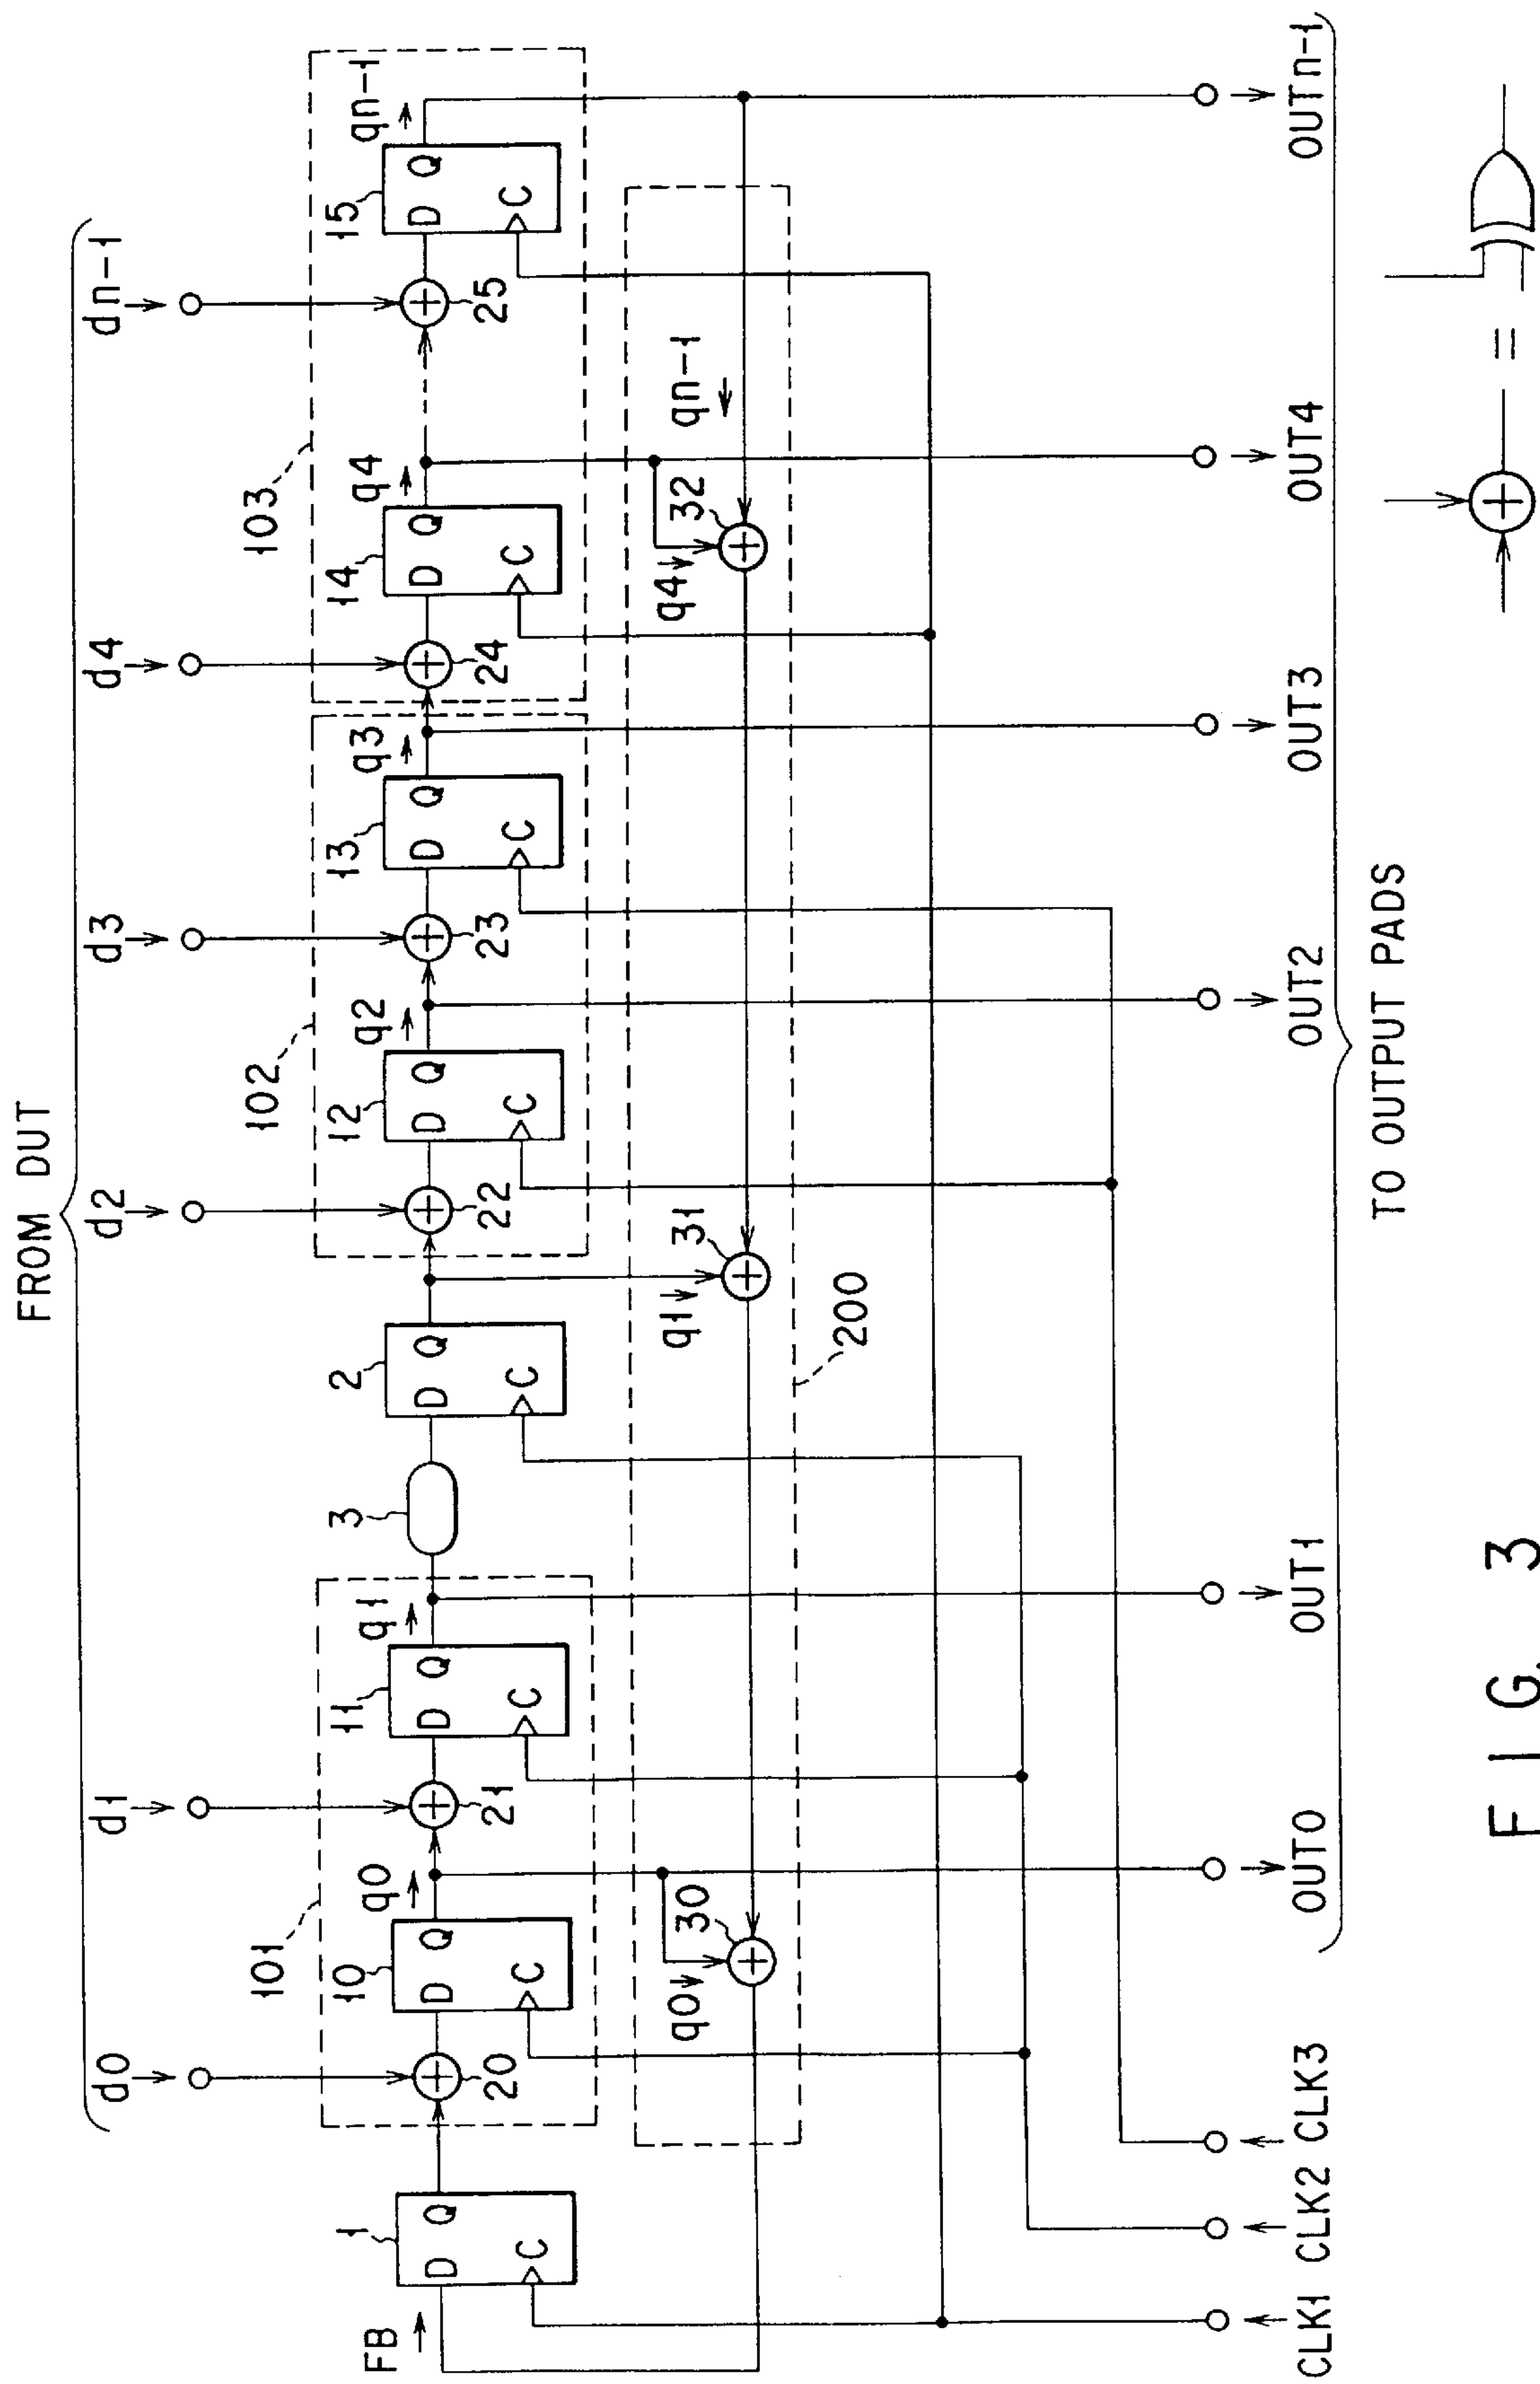 FROM DUT
d0 d1 d2 d3 d4 dn-1
101 102 103
1 10 11 3 2 12 13 14 15
FB q0 q1 q2 q3 q4 qn-1
D Q D Q D Q D Q D Q D Q D Q D Q
C C C C C C C C
20 21 22 23 24 25
q0 30 q1 31 q4 32 qn-1
200
CLK1 CLK2 CLK3 OUT0 OUT1 OUT2 OUT3 OUT4 OUTn-1
TO OUTPUT PADS
=
FIG. 3